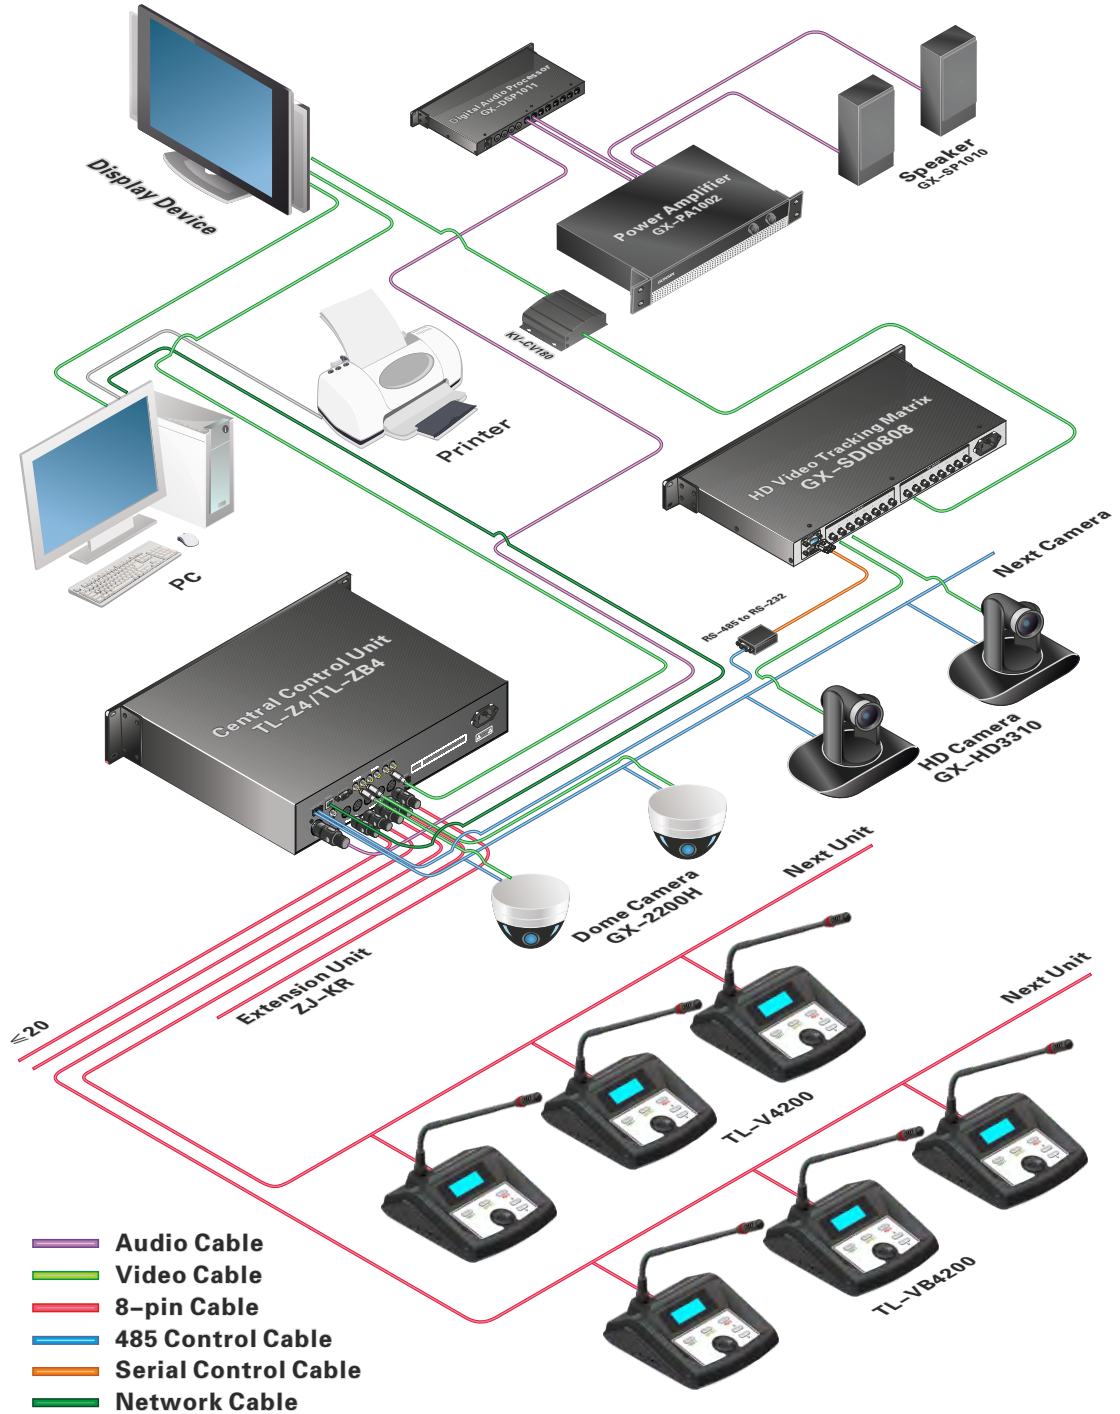 Digital Audio Processor
GX-DSP1011
Display Device
Speaker
GX-SP1010
Power Amplifier
GX-PA1002
KV-CV180
Printer
HD Video Tracking Matrix
GX-SDI0808
PC
Next Camera
RS-485 to RS-232
Central Control Unit
TL-Z4/TL-ZB4
HD Camera
GX-HD3310
Dome Camera
GX-2200H
Next Unit
Extension Unit
ZJ-KR
≤20
Next Unit
TL-V4200
TL-VB4200
Audio Cable
Video Cable
8-pin Cable
485 Control Cable
Serial Control Cable
Network Cable